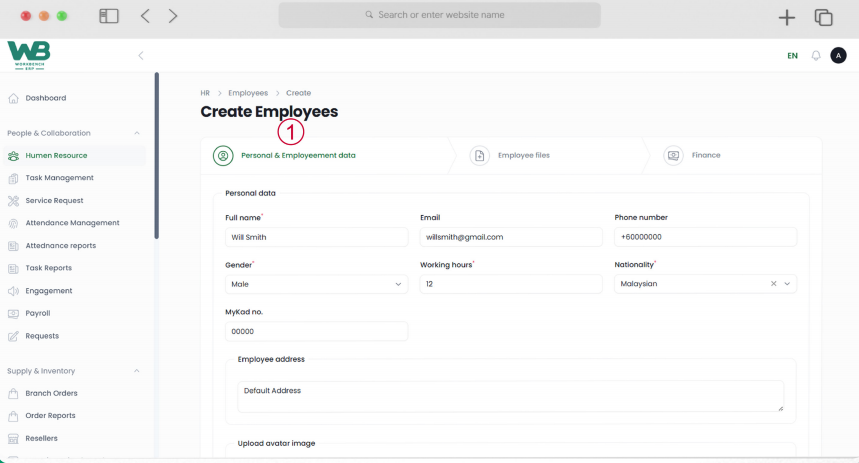 Search or enter website name
WB
WORKBENCH
ERP
EN
A
Dashboard
People & Collaboration
Human Resource
Task Management
Service Request
Attendance Management
Attednance reports
Task Reports
Engagement
Payroll
Requests
Supply & Inventory
Branch Orders
Order Reports
Resellers
HR > Employees > Create
Create Employees
1
Personal & Employeement data
Employee files
Finance
Personal data
Full name*
Email
Phone number
Will Smith
willsmith@gmail.com
+60000000
Gender*
Working hours*
Nationality*
Male
12
Malaysian
MyKad no.
00000
Employee address
Default Address
Upload avatar image